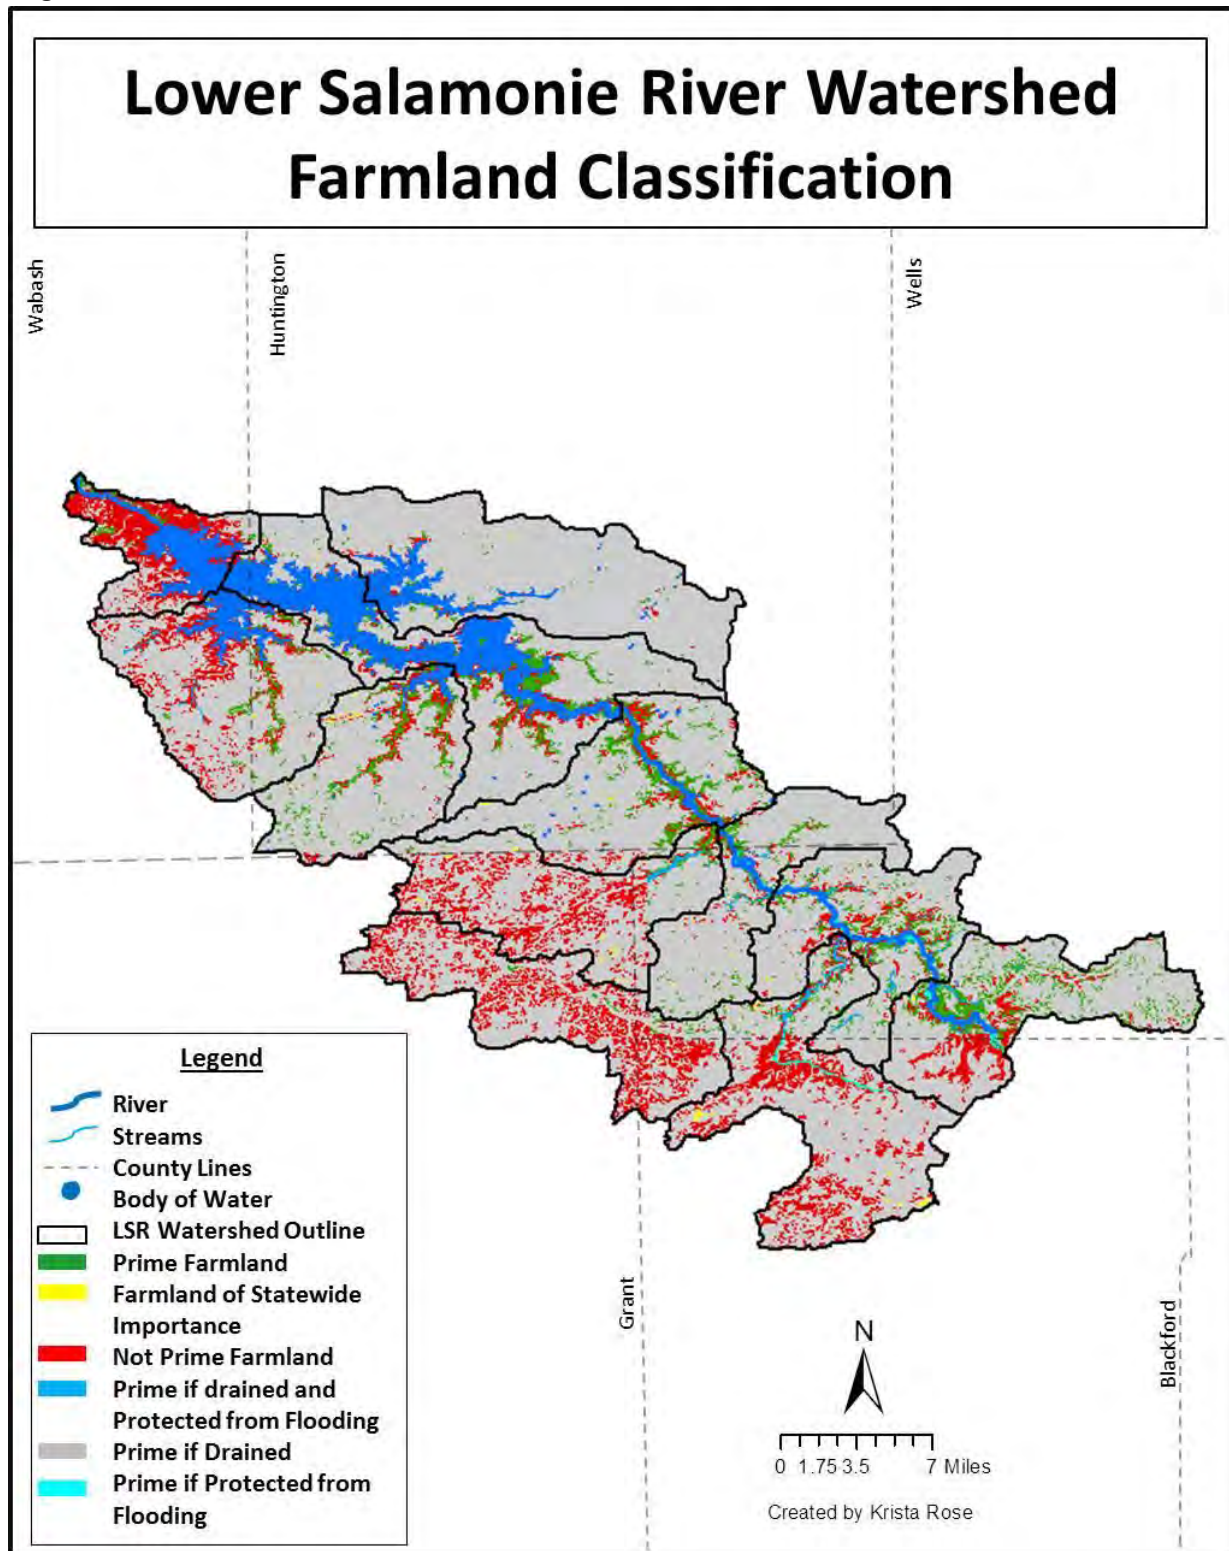 Lower Salamonie River Watershed
Farmland Classification
Wabash
Huntington
Wells
Legend
River
Streams
County Lines
Body of Water
LSR Watershed Outline
Prime Farmland
Farmland of Statewide
Importance
Not Prime Farmland
Prime if drained and
Protected from Flooding
Prime if Drained
Prime if Protected from
Flooding
Grant
Blackford
N
0 1.75 3.5 7 Miles
Created by Krista Rose